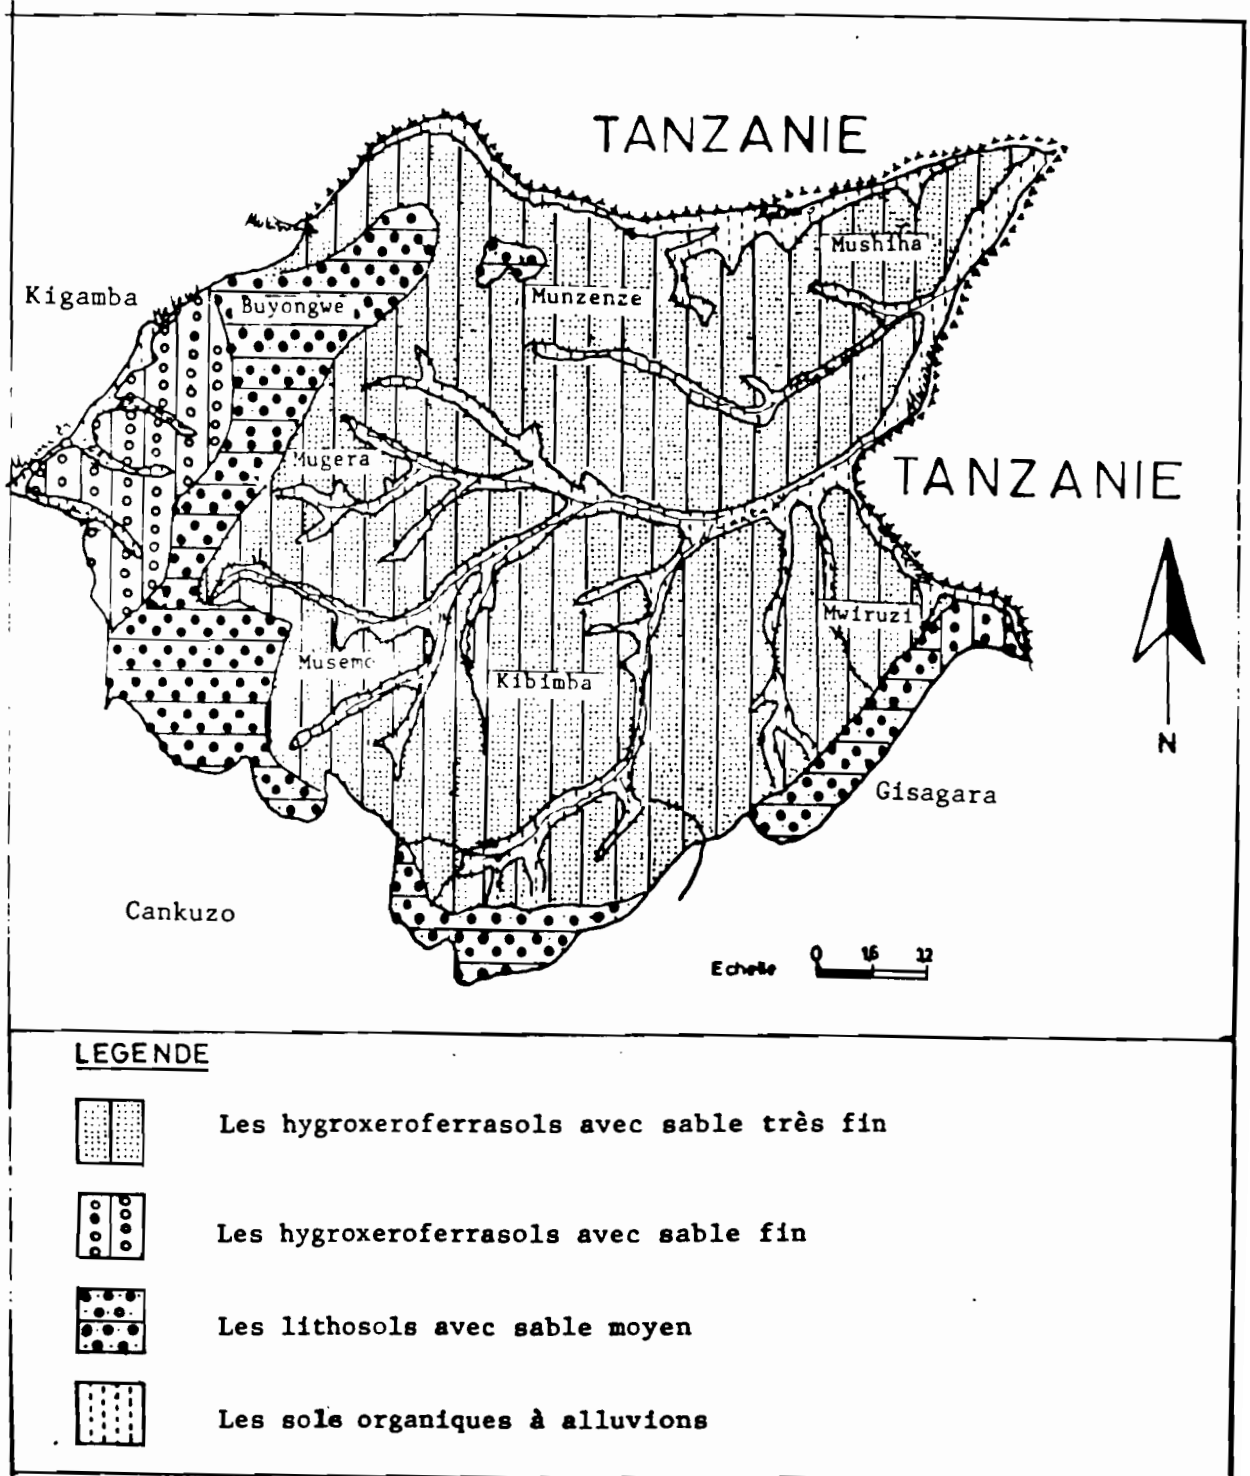 TANZANIE
Mushiha
Kigamba
Buyongwe
Munzenze
Mugera
TANZANIE
Mwiruzi
Musemo
Kibimba
N
Gisagara
Cankuzo
Echelle 0 16 32
LEGENDE
Les hygroxeroferrasols avec sable très fin
Les hygroxeroferrasols avec sable fin
Les lithosols avec sable moyen
Les sols organiques à alluvions